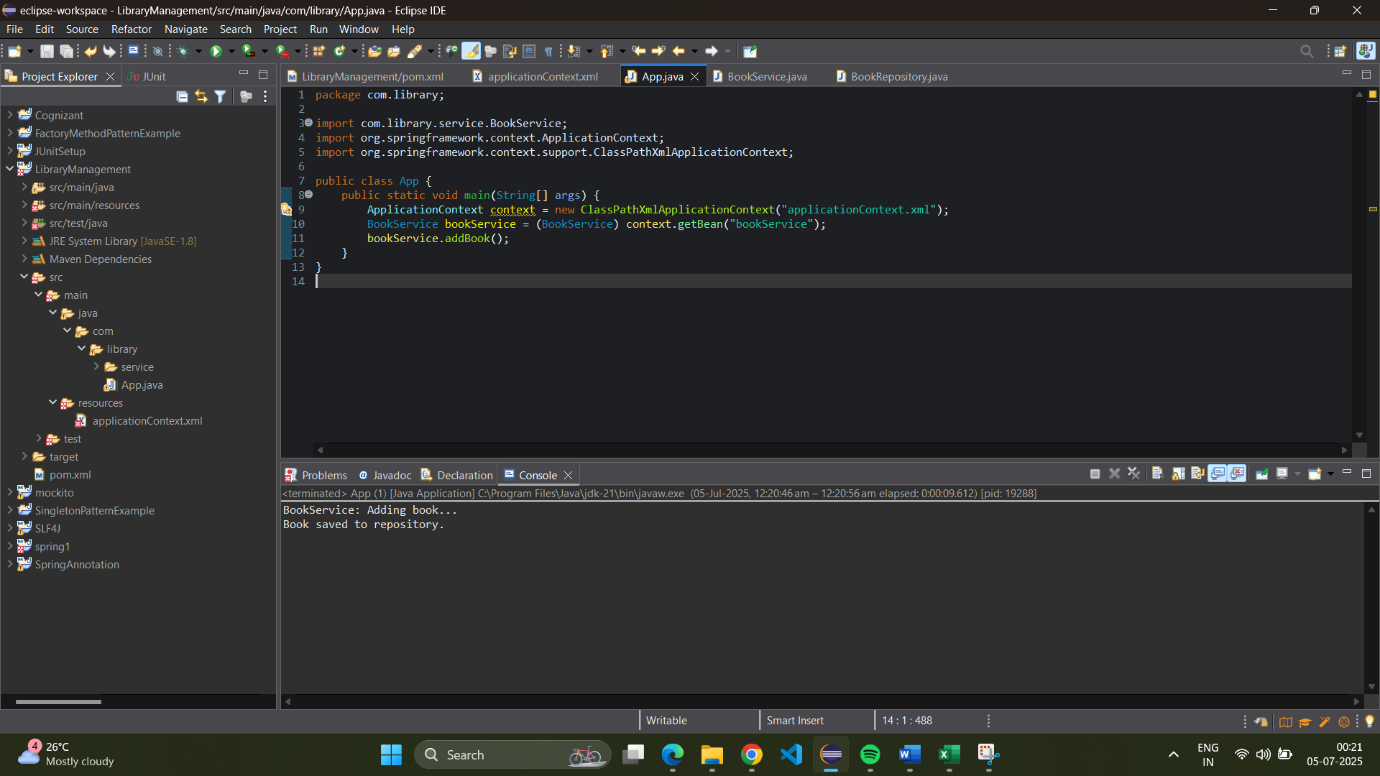 eclipse-workspace - LibraryManagement/src/main/java/com/library/App.java - Eclipse IDE
File Edit Source Refactor Navigate Search Project Run Window Help
Project Explorer
JUnit
LibraryManagement/pom.xml
applicationContext.xml
App.java
BookService.java
BookRepository.java
Cognizant
FactoryMethodPatternExample
JUnitSetup
LibraryManagement
src/main/java
src/main/resources
src/test/java
JRE System Library [JavaSE-1.8]
Maven Dependencies
src
main
java
com
library
service
App.java
resources
applicationContext.xml
test
target
pom.xml
mockito
SingletonPatternExample
SLF4J
spring1
SpringAnnotation
1 package com.library;
2
3 import com.library.service.BookService;
4 import org.springframework.context.ApplicationContext;
5 import org.springframework.context.support.ClassPathXmlApplicationContext;
6
7 public class App {
8 public static void main(String[] args) {
9 ApplicationContext context = new ClassPathXmlApplicationContext("applicationContext.xml");
10 BookService bookService = (BookService) context.getBean("bookService");
11 bookService.addBook();
12 }
13 }
14
Problems Javadoc Declaration Console
<terminated> App (1) [Java Application] C:\Program Files\Java\jdk-21\bin\javaw.exe (05-Jul-2025, 12:20:46 am – 12:20:56 am elapsed: 0:00:09.612) [pid: 19288]
BookService: Adding book...
Book saved to repository.
Writable
Smart Insert
14 : 1 : 488
4
26°C
Mostly cloudy
Search
ENG
IN
00:21
05-07-2025